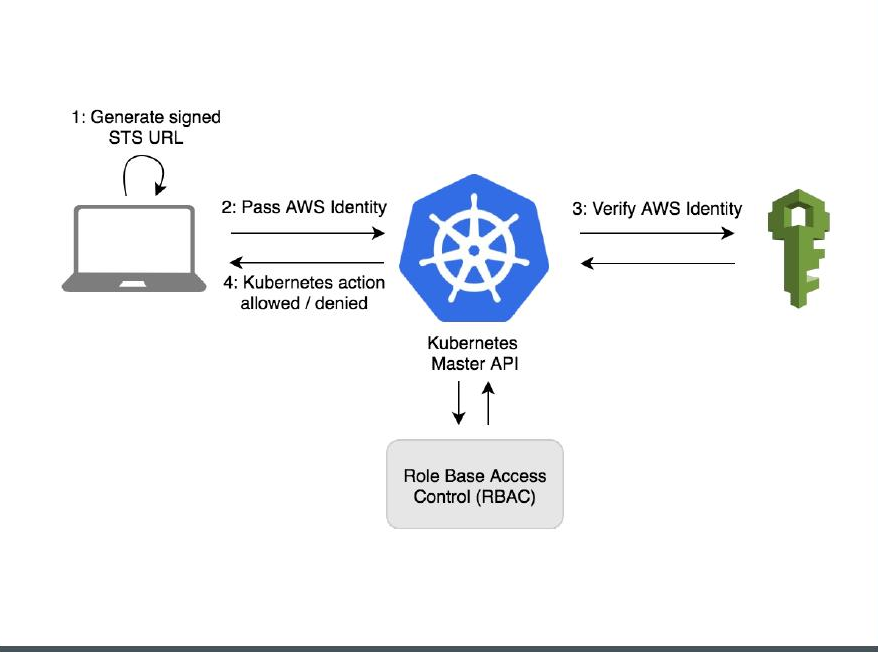 1: Generate signed
STS URL
2: Pass AWS Identity
3: Verify AWS Identity
4: Kubernetes action
allowed / denied
Kubernetes
Master API
Role Base Access
Control (RBAC)